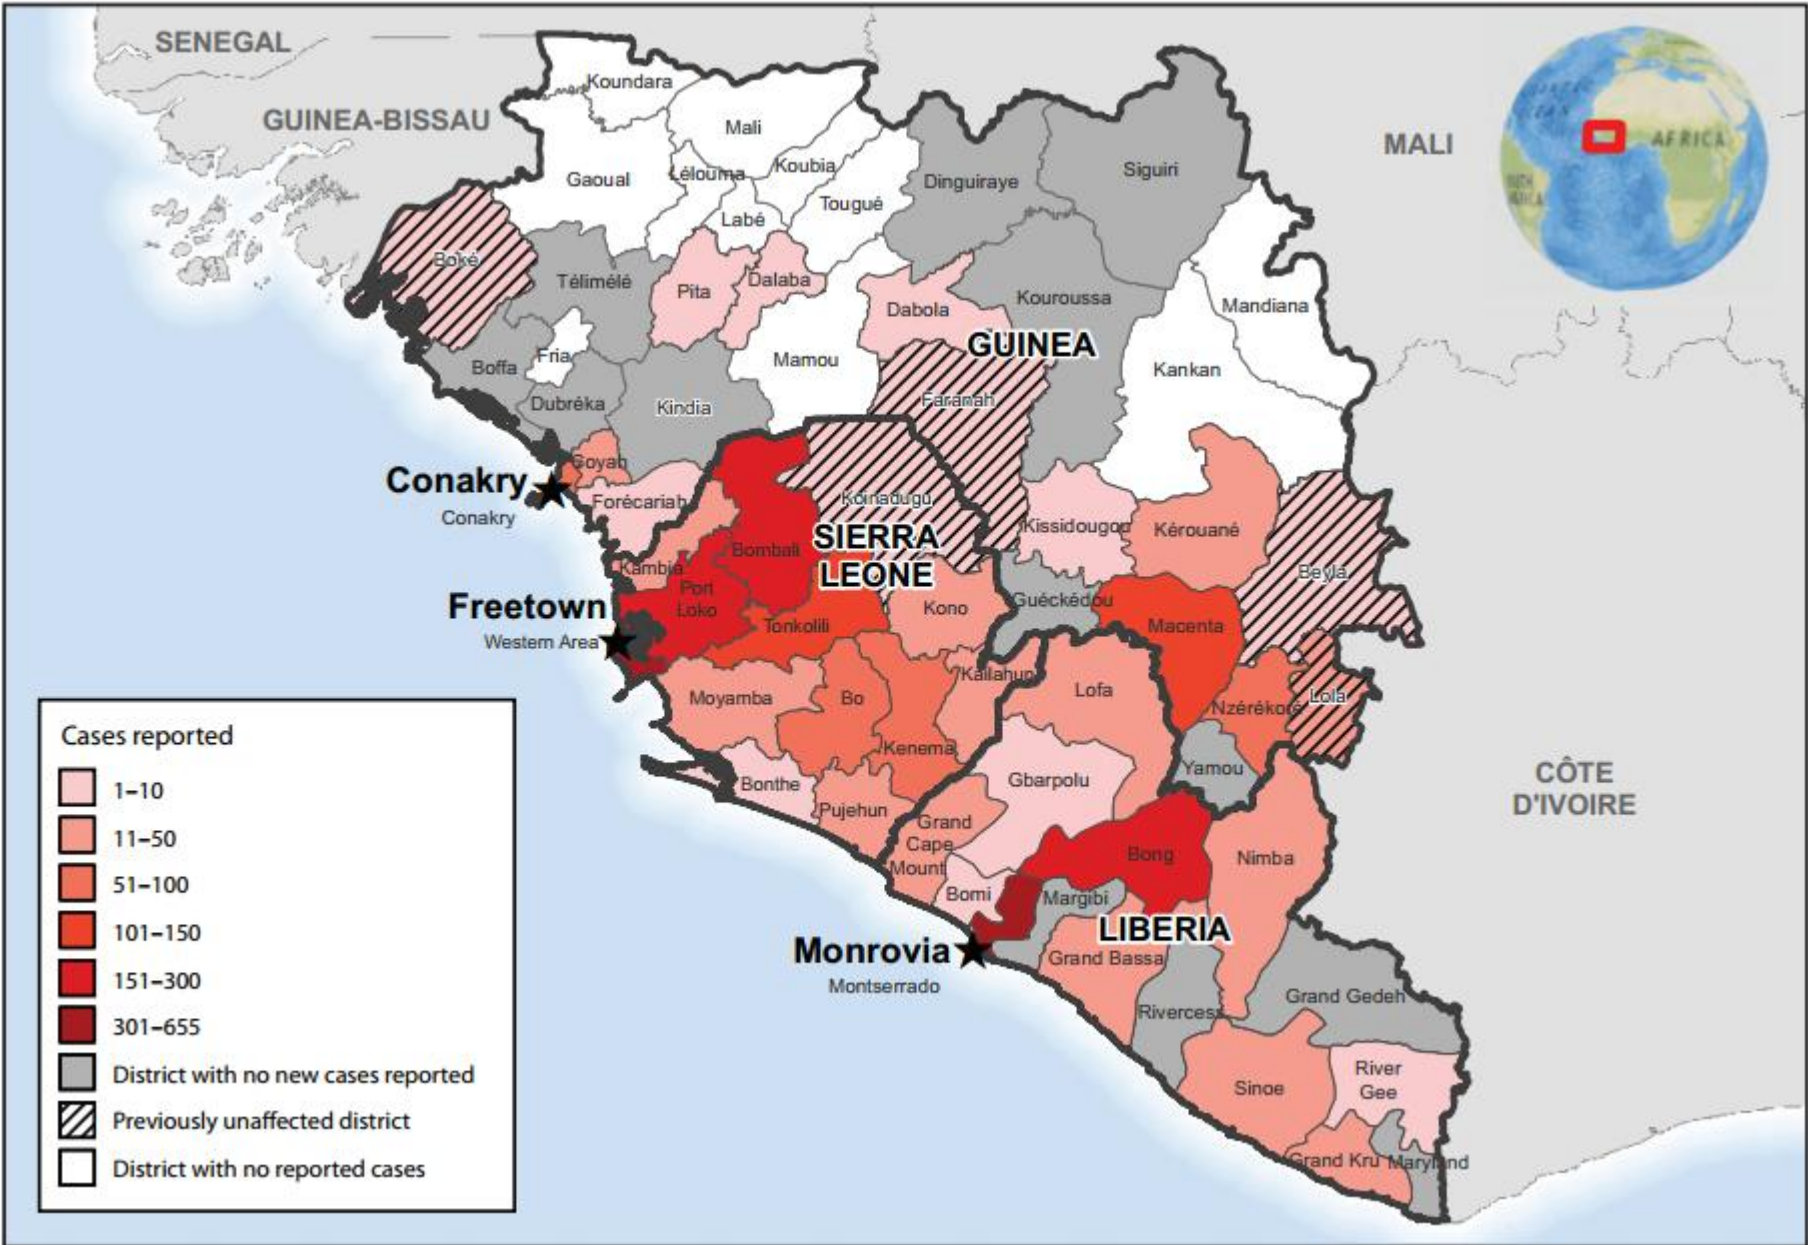 SENEGAL
GUINEA-BISSAU
MALI
AFRICA
Koundara
Mali
Gaoual
Lélouma
Koubia
Labé
Tougué
Dinguiraye
Siguiri
Boké
Télimélé
Pita
Dalaba
Dabola
Kouroussa
Mandiana
GUINEA
Boffa
Fria
Mamou
Kankan
Dubréka
Kindia
Faranah
Conakry
Conakry
Coyah
Forécariah
Koinadugu
Kissidougou
Kérouané
SIERRA
LEONE
Bombali
Kambia
Port
Loko
Beyla
Freetown
Western Area
Tonkolili
Kono
Guéckédou
Macenta
Moyamba
Bo
Kailahun
Lofa
Nzérékoré
Lola
Kenema
Yamou
Bonthe
Pujehun
Gbarpolu
CÔTE
D'IVOIRE
Grand
Cape
Mount
Bong
Nimba
Bomi
Margibi
LIBERIA
Monrovia
Montserrado
Grand Bassa
Rivercess
Grand Gedeh
Sinoe
River
Gee
Grand Kru
Maryland
Cases reported
1–10
11–50
51–100
101–150
151–300
301–655
District with no new cases reported
Previously unaffected district
District with no reported cases